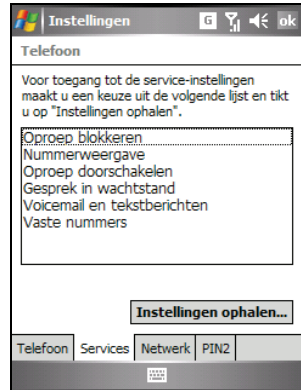 Instellingen G ok
Telefoon
Voor toegang tot de service-instellingen
maakt u een keuze uit de volgende lijst en tikt
u op "Instellingen ophalen".
Oproep blokkeren
Nummerweergave
Oproep doorschakelen
Gesprek in wachtstand
Voicemail en tekstberichten
Vaste nummers
Instellingen ophalen...
Telefoon Services Netwerk PIN2